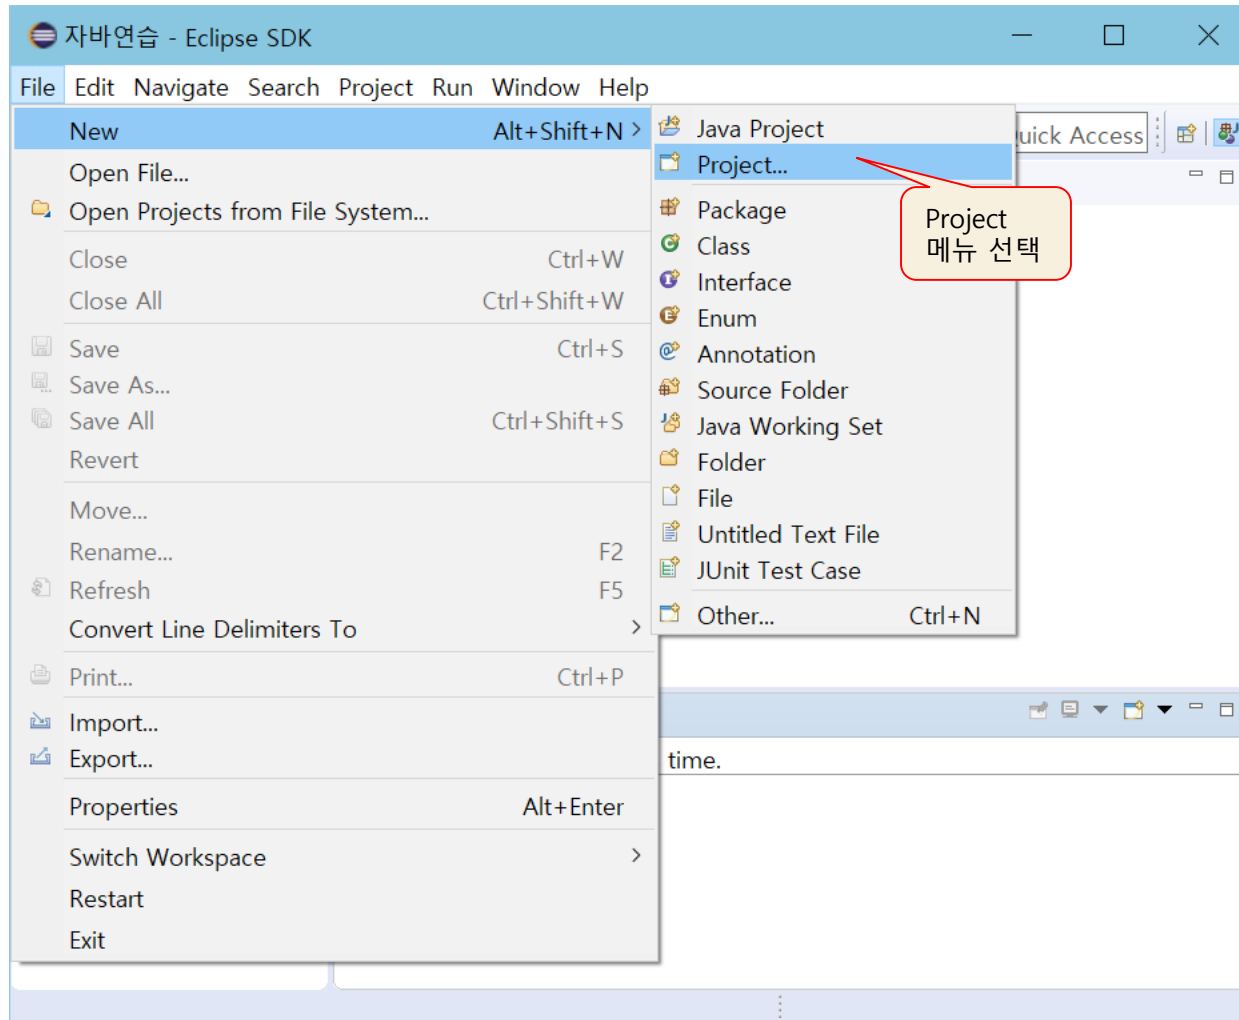 자바연습 - Eclipse SDK
File Edit Navigate Search Project Run Window Help
New Alt+Shift+N >
Open File...
Open Projects from File System...
Close Ctrl+W
Close All Ctrl+Shift+W
Save Ctrl+S
Save As...
Save All Ctrl+Shift+S
Revert
Move...
Rename... F2
Refresh F5
Convert Line Delimiters To >
Print... Ctrl+P
Import...
Export...
Properties Alt+Enter
Switch Workspace >
Restart
Exit
Java Project
Project...
Package
Class
Interface
Enum
Annotation
Source Folder
Java Working Set
Folder
File
Untitled Text File
JUnit Test Case
Other... Ctrl+N
Project
메뉴 선택
uick Access
time.